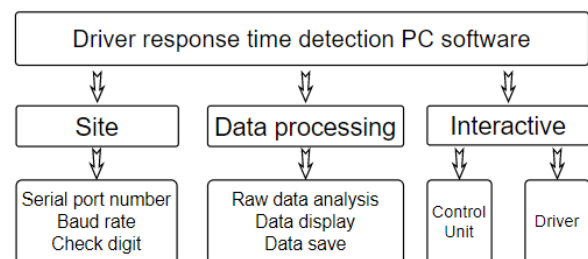 Driver response time detection PC software
Site
Data processing
Interactive
Serial port number
Baud rate
Check digit
Raw data analysis
Data display
Data save
Control
Unit
Driver